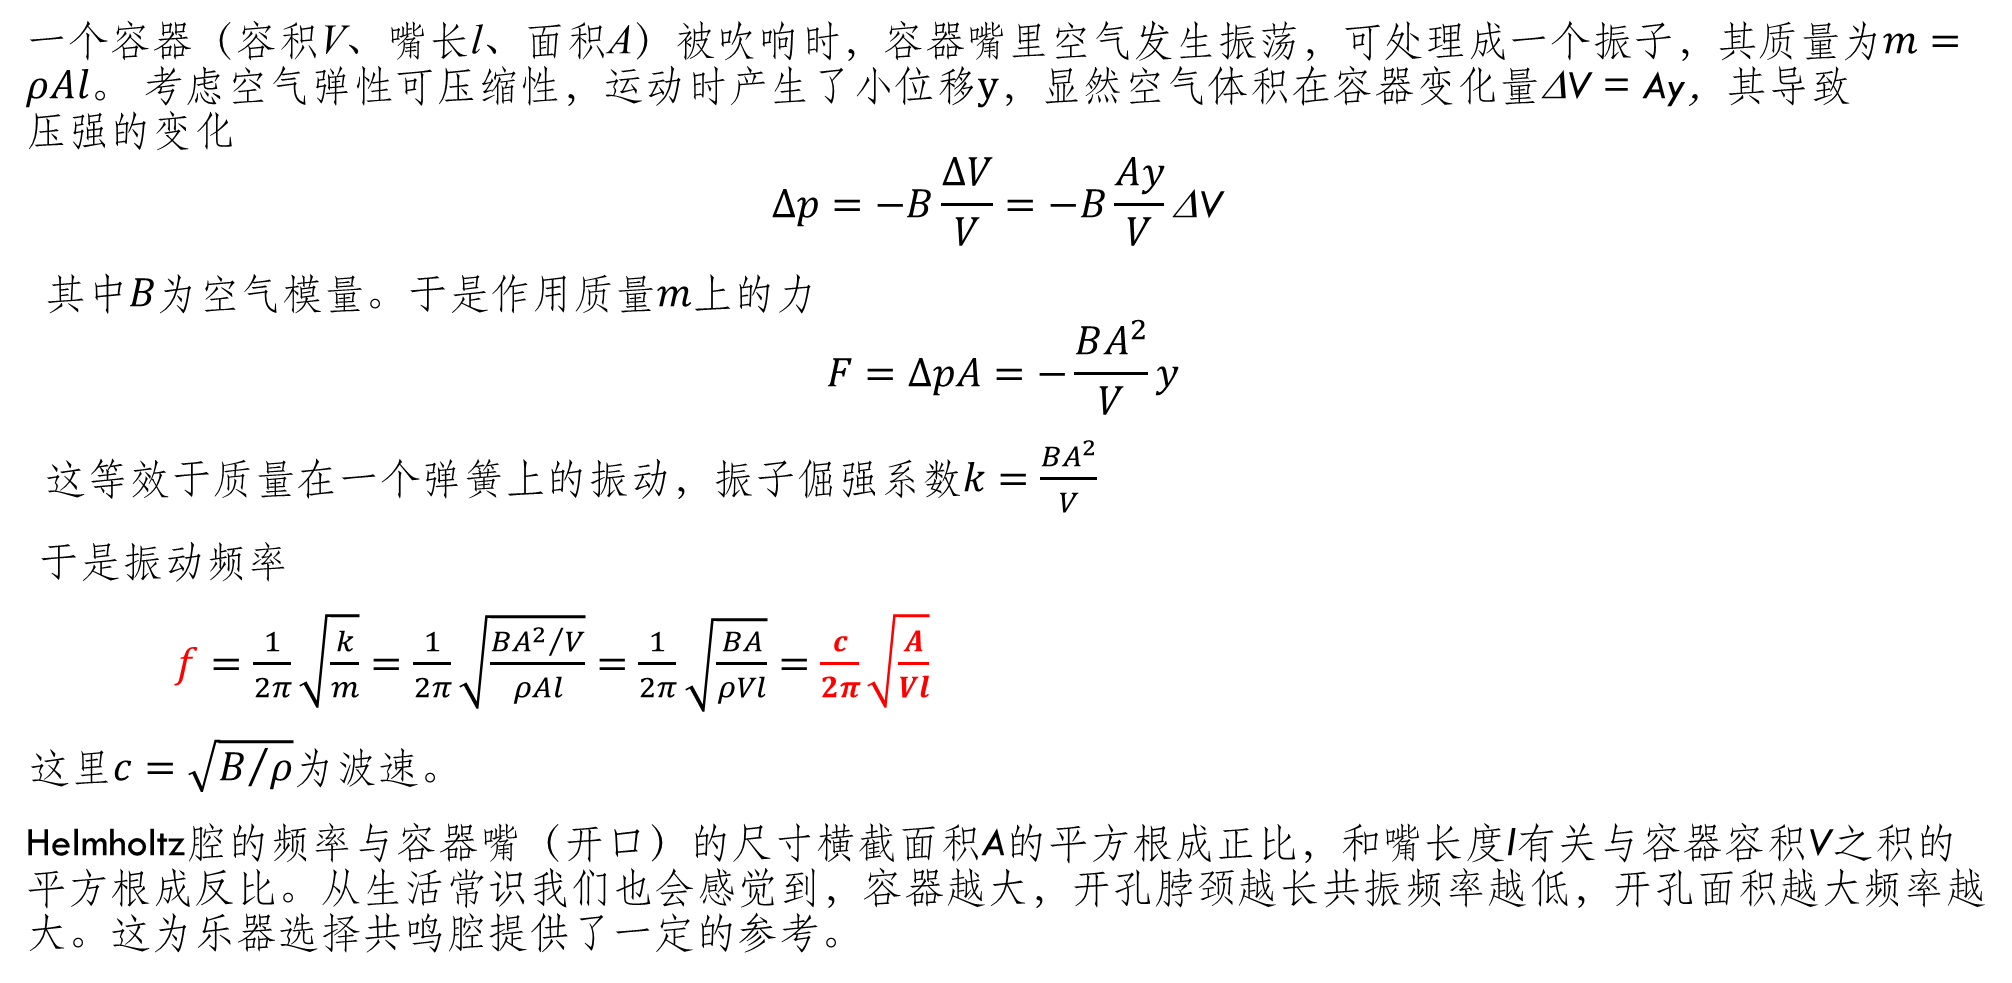 一个容器（容积V、嘴长l、面积A）被吹响时，容器嘴里空气发生振荡，可处理成一个振子，其质量为m =
ρAl。 考虑空气弹性可压缩性，运动时产生了小位移y，显然空气体积在容器变化量ΔV = Ay，其导致
压强的变化
Δp = −B ΔV/V = −B Ay/V ΔV
其中B为空气模量。于是作用质量m上的力
F = ΔpA = − BA²/V y
这等效于质量在一个弹簧上的振动，振子倔强系数k = BA²/V
于是振动频率
f = 1/2π √(k/m) = 1/2π √((BA²/V)/(ρAl)) = 1/2π √(BA/(ρVl)) = c/2π √(A/(Vl))
这里c = √(B/ρ)为波速。
Helmholtz腔的频率与容器嘴（开口）的尺寸横截面积A的平方根成正比，和嘴长度l有关与容器容积V之积的
平方根成反比。从生活常识我们也会感觉到，容器越大，开孔脖颈越长共振频率越低，开孔面积越大频率越
大。这为乐器选择共鸣腔提供了一定的参考。